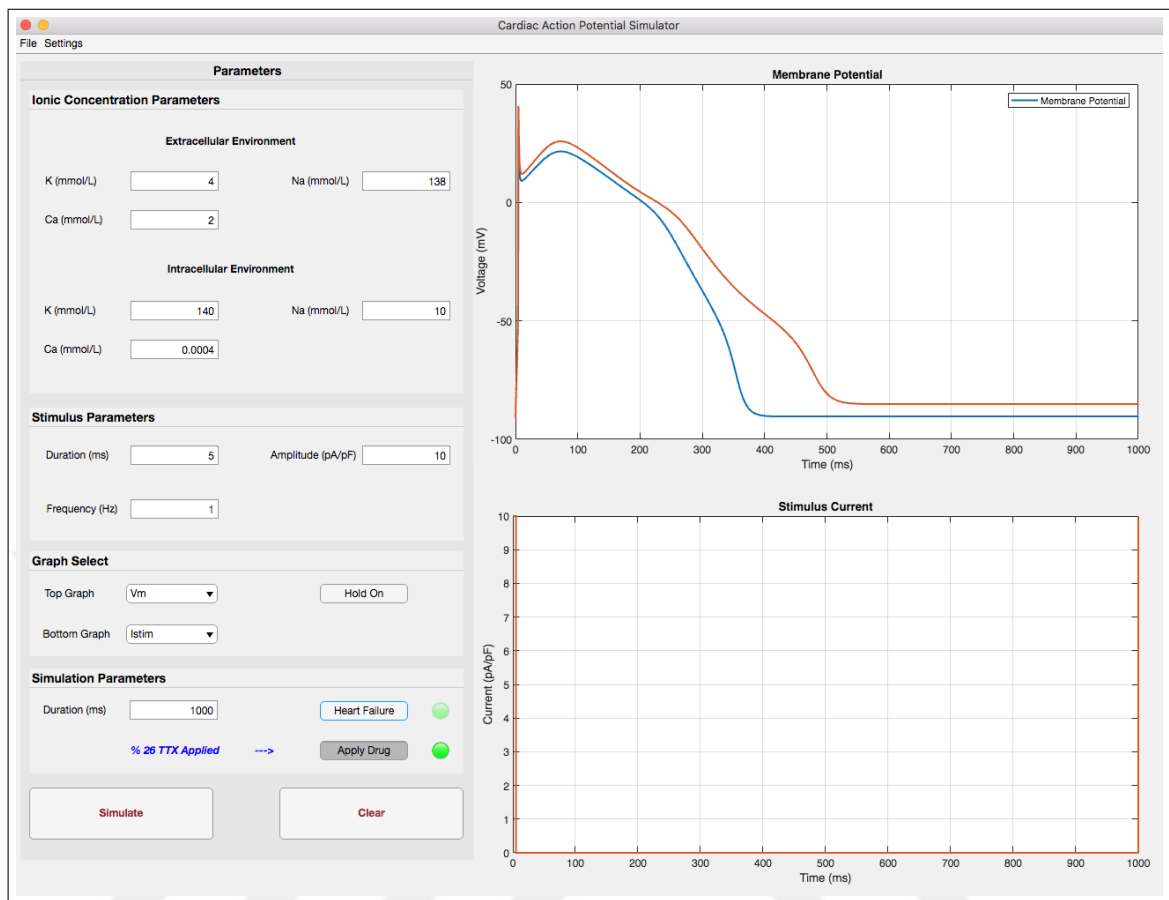 Cardiac Action Potential Simulator
File Settings
Parameters
Ionic Concentration Parameters
Extracellular Environment
K (mmol/L) 4 Na (mmol/L) 138
Ca (mmol/L) 2
Intracellular Environment
K (mmol/L) 140 Na (mmol/L) 10
Ca (mmol/L) 0.0004
Stimulus Parameters
Duration (ms) 5 Amplitude (pA/pF) 10
Frequency (Hz) 1
Graph Select
Top Graph Vm Hold On
Bottom Graph Istim
Simulation Parameters
Duration (ms) 1000 Heart Failure
% 26 TTX Applied ---> Apply Drug
Simulate Clear
Membrane Potential
Membrane Potential
Voltage (mV)
50
0
-50
-100
0 100 200 300 400 500 600 700 800 900 1000
Time (ms)
Stimulus Current
Current (pA/pF)
10
9
8
7
6
5
4
3
2
1
0
0 100 200 300 400 500 600 700 800 900 1000
Time (ms)